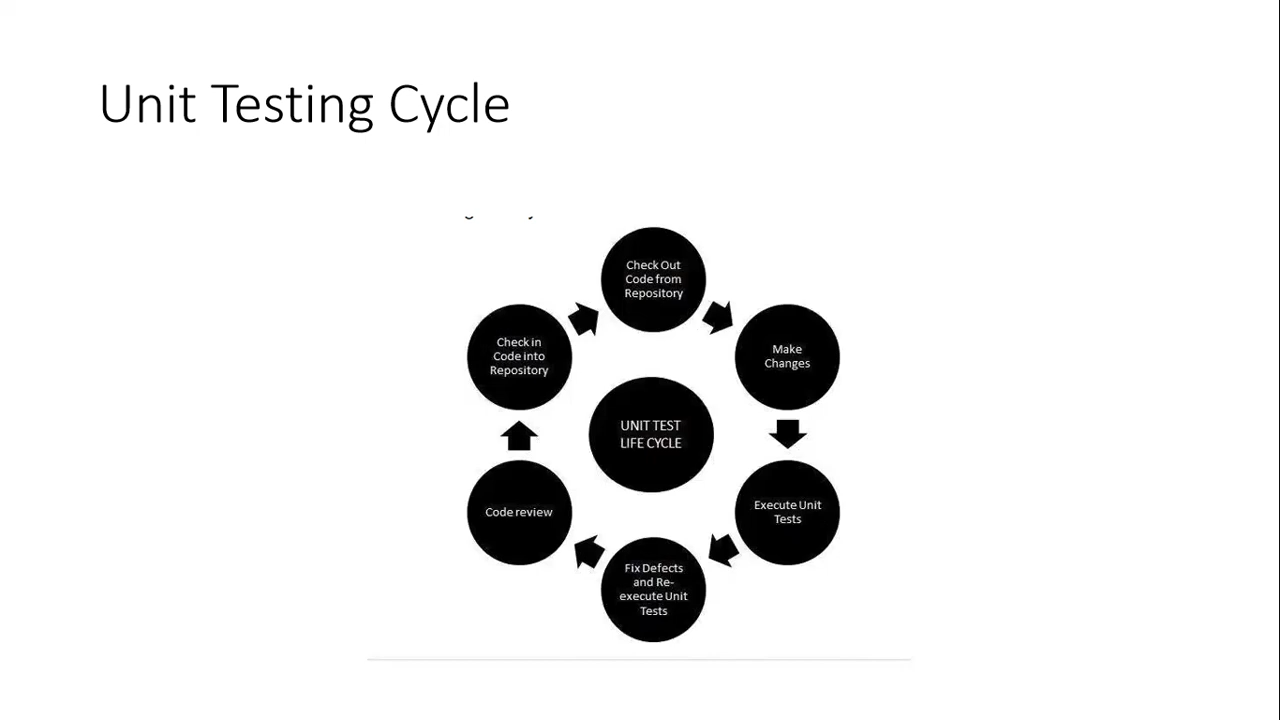 Unit Testing Cycle
Check Out
Code from
Repository
Make
Changes
Execute Unit
Tests
Fix Defects
and Re-
execute Unit
Tests
Code review
Check in
Code into
Repository
UNIT TEST
LIFE CYCLE